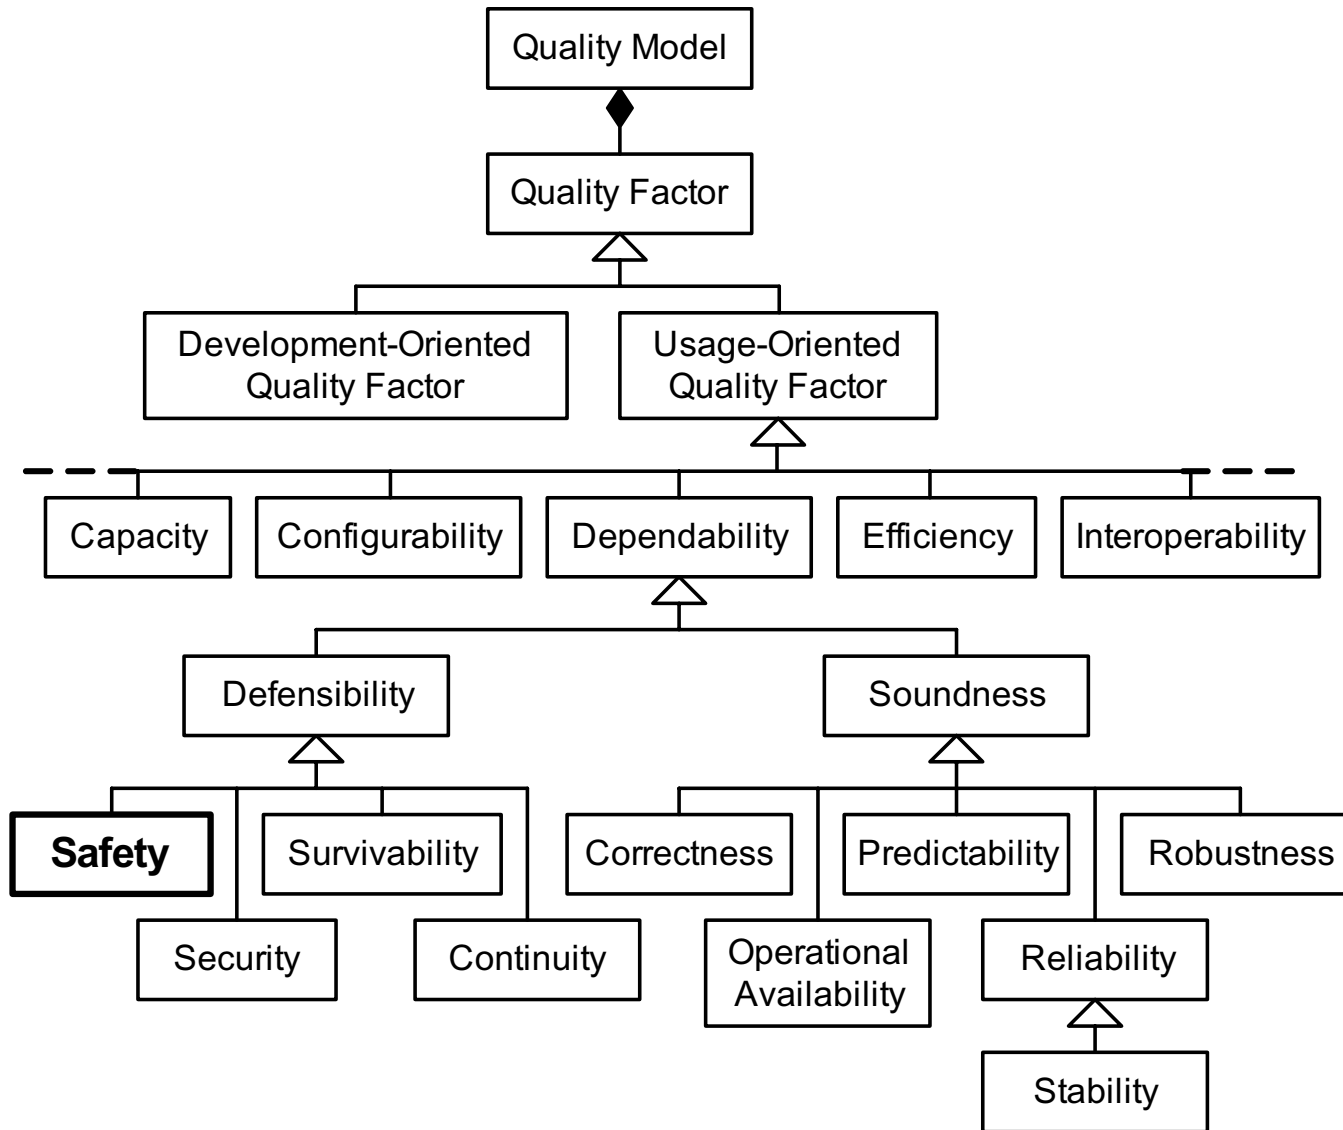 Quality Model
Quality Factor
Development-Oriented
Quality Factor
Usage-Oriented
Quality Factor
Capacity
Configurability
Dependability
Efficiency
Interoperability
Defensibility
Soundness
Safety
Survivability
Correctness
Predictability
Robustness
Security
Continuity
Operational
Availability
Reliability
Stability